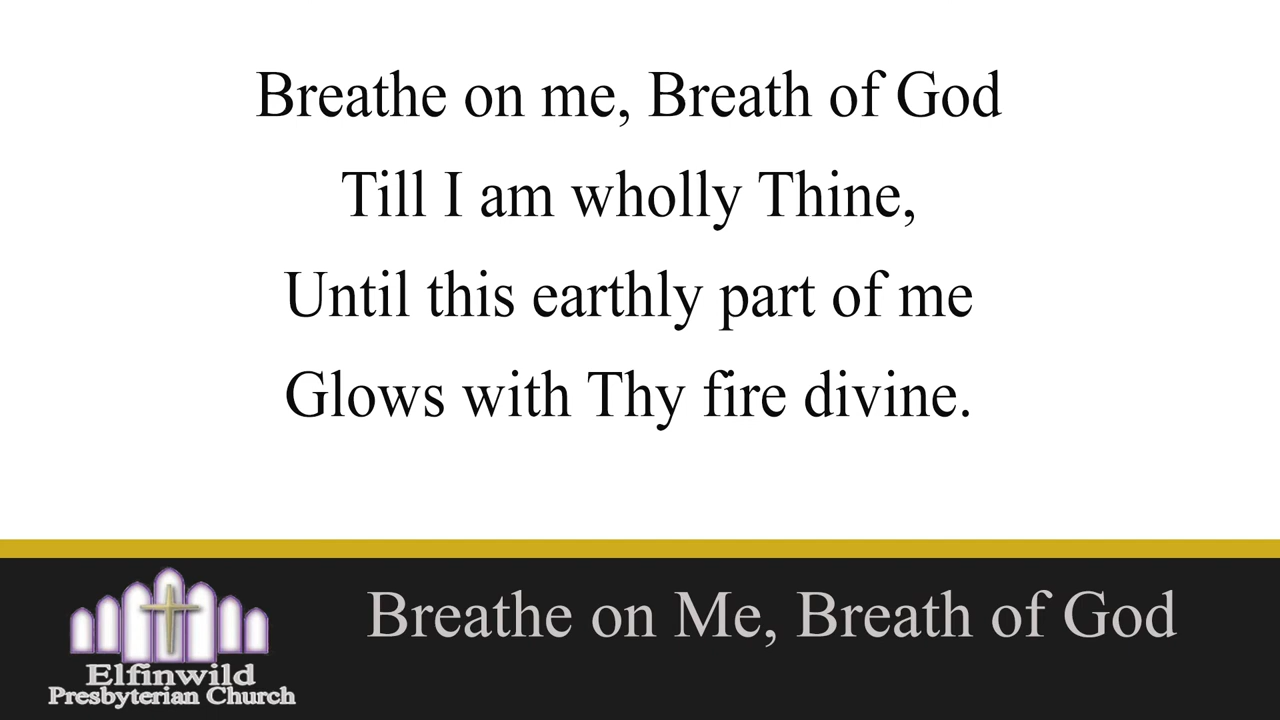 Breathe on me, Breath of God
Till I am wholly Thine,
Until this earthly part of me
Glows with Thy fire divine.
Breathe on Me, Breath of God
Elfinwild
Presbyterian Church